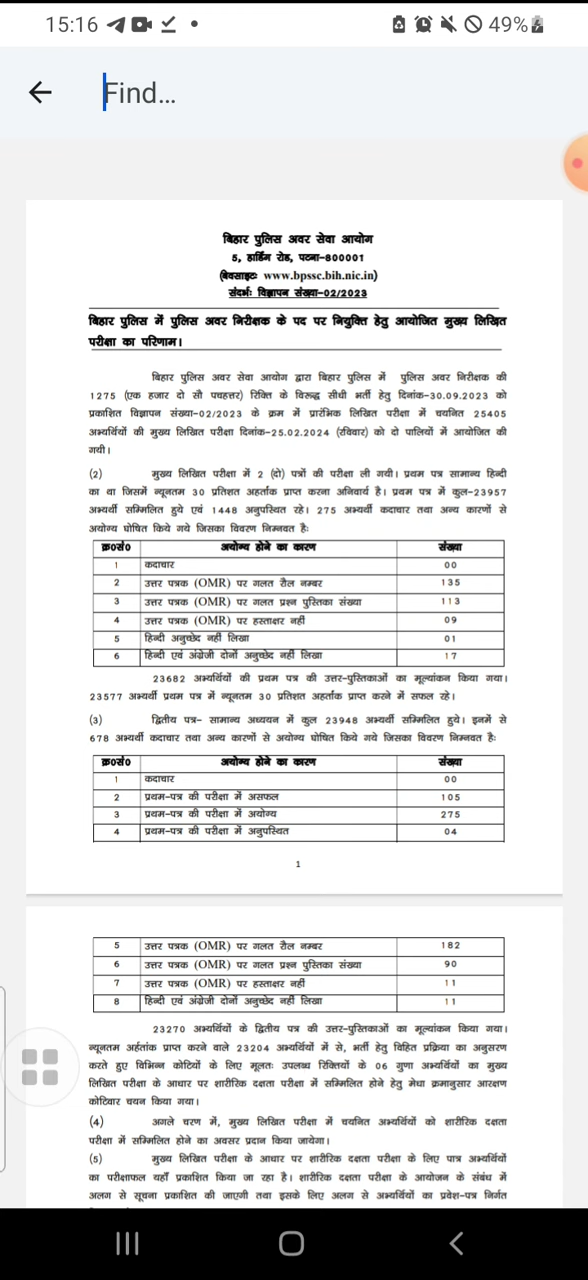 15:16
49%
Find...
बिहार पुलिस अवर सेवा आयोग
5, हार्डिंग रोड, पटना-800001
(बेवसाइटः www.bpssc.bih.nic.in)
संदर्भः विज्ञापन संख्या-02/2023
बिहार पुलिस में पुलिस अवर निरीक्षक के पद पर नियुक्ति हेतु आयोजित मुख्य लिखित
परीक्षा का परिणाम।
बिहार पुलिस अवर सेवा आयोग द्वारा बिहार पुलिस में पुलिस अवर निरीक्षक की
1275 (एक हजार दो सौ पचहत्तर) रिक्ति के विरूद्ध सीधी भर्ती हेतु दिनांक-30.09.2023 को
प्रकाशित विज्ञापन संख्या-02/2023 के क्रम में प्रारंभिक लिखित परीक्षा में चयनित 25405
अभ्यर्थियों की मुख्य लिखित परीक्षा दिनांक-25.02.2024 (रविवार) को दो पालियों में आयोजित की
गयी।
(2) मुख्य लिखित परीक्षा में 2 (दो) पत्रों की परीक्षा ली गयी। प्रथम पत्र सामान्य हिन्दी
का था जिसमें न्यूनतम 30 प्रतिशत अहर्ताक प्राप्त करना अनिवार्य है। प्रथम पत्र में कुल-23957
अभ्यर्थी सम्मिलित हुये एवं 1448 अनुपस्थित रहे। 275 अभ्यर्थी कदाचार तथा अन्य कारणों से
अयोग्य घोषित किये गये जिसका विवरण निम्नवत हैः
क्र०सं० अयोग्य होने का कारण संख्या
1 कदाचार 00
2 उत्तर पत्रक (OMR) पर गलत रौल नम्बर 135
3 उत्तर पत्रक (OMR) पर गलत प्रश्न पुस्तिका संख्या 113
4 उत्तर पत्रक (OMR) पर हस्ताक्षर नहीं 09
5 हिन्दी अनुच्छेद नहीं लिखा 01
6 हिन्दी एवं अंग्रेजी दोनों अनुच्छेद नहीं लिखा 17
23682 अभ्यर्थियों की प्रथम पत्र की उत्तर-पुस्तिकाओं का मूल्यांकन किया गया।
23577 अभ्यर्थी प्रथम पत्र में न्यूनतम 30 प्रतिशत अहर्ताक प्राप्त करने में सफल रहे।
(3) द्वितीय पत्र- सामान्य अध्ययन में कुल 23948 अभ्यर्थी सम्मिलित हुये। इनमें से
678 अभ्यर्थी कदाचार तथा अन्य कारणों से अयोग्य घोषित किये गये जिसका विवरण निम्नवत हैः
क्र०सं० अयोग्य होने का कारण संख्या
1 कदाचार 00
2 प्रथम-पत्र की परीक्षा में असफल 105
3 प्रथम-पत्र की परीक्षा में अयोग्य 275
4 प्रथम-पत्र की परीक्षा में अनुपस्थित 04
1
5 उत्तर पत्रक (OMR) पर गलत रौल नम्बर 182
6 उत्तर पत्रक (OMR) पर गलत प्रश्न पुस्तिका संख्या 90
7 उत्तर पत्रक (OMR) पर हस्ताक्षर नहीं 11
8 हिन्दी एवं अंग्रेजी दोनों अनुच्छेद नहीं लिखा 11
23270 अभ्यर्थियों के द्वितीय पत्र की उत्तर-पुस्तिकाओं का मूल्यांकन किया गया।
न्यूनतम अर्हतांक प्राप्त करने वाले 23204 अभ्यर्थियों में से, भर्ती हेतु विहित प्रक्रिया का अनुसरण
करते हुए विभिन्न कोटियों के लिए मूलतः उपलब्ध रिक्तियों के 06 गुणा अभ्यर्थियों का मुख्य
लिखित परीक्षा के आधार पर शारीरिक दक्षता परीक्षा में सम्मिलित होने हेतु मेधा क्रमानुसार आरक्षण
कोटिवार चयन किया गया।
(4) अगले चरण में, मुख्य लिखित परीक्षा में चयनित अभ्यर्थियों को शारीरिक दक्षता
परीक्षा में सम्मिलित होने का अवसर प्रदान किया जायेगा।
(5) मुख्य लिखित परीक्षा के आधार पर शारीरिक दक्षता परीक्षा के लिए पात्र अभ्यर्थियों
का परीक्षाफल यहाँ प्रकाशित किया जा रहा है। शारीरिक दक्षता परीक्षा के आयोजन के संबंध में
अलग से सूचना प्रकाशित की जाएगी तथा इसके लिए अलग से अभ्यर्थियों का प्रवेश-पत्र निर्गत